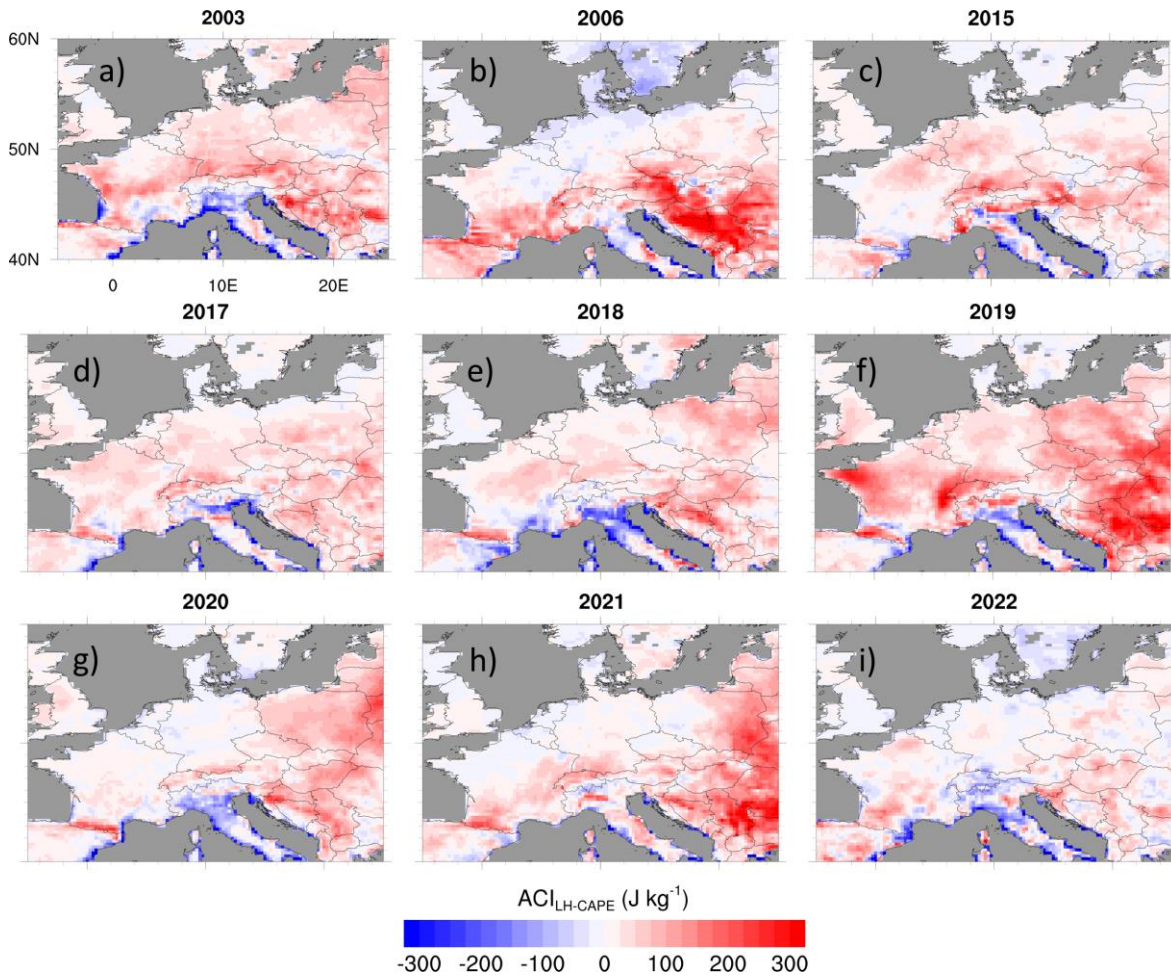 2003 2006 2015
60N
a) b) c)
50N
40N
0 10E 20E
2017 2018 2019
d) e) f)
2020 2021 2022
g) h) i)
ACI_LH-CAPE (J kg⁻¹)
-300 -200 -100 0 100 200 300